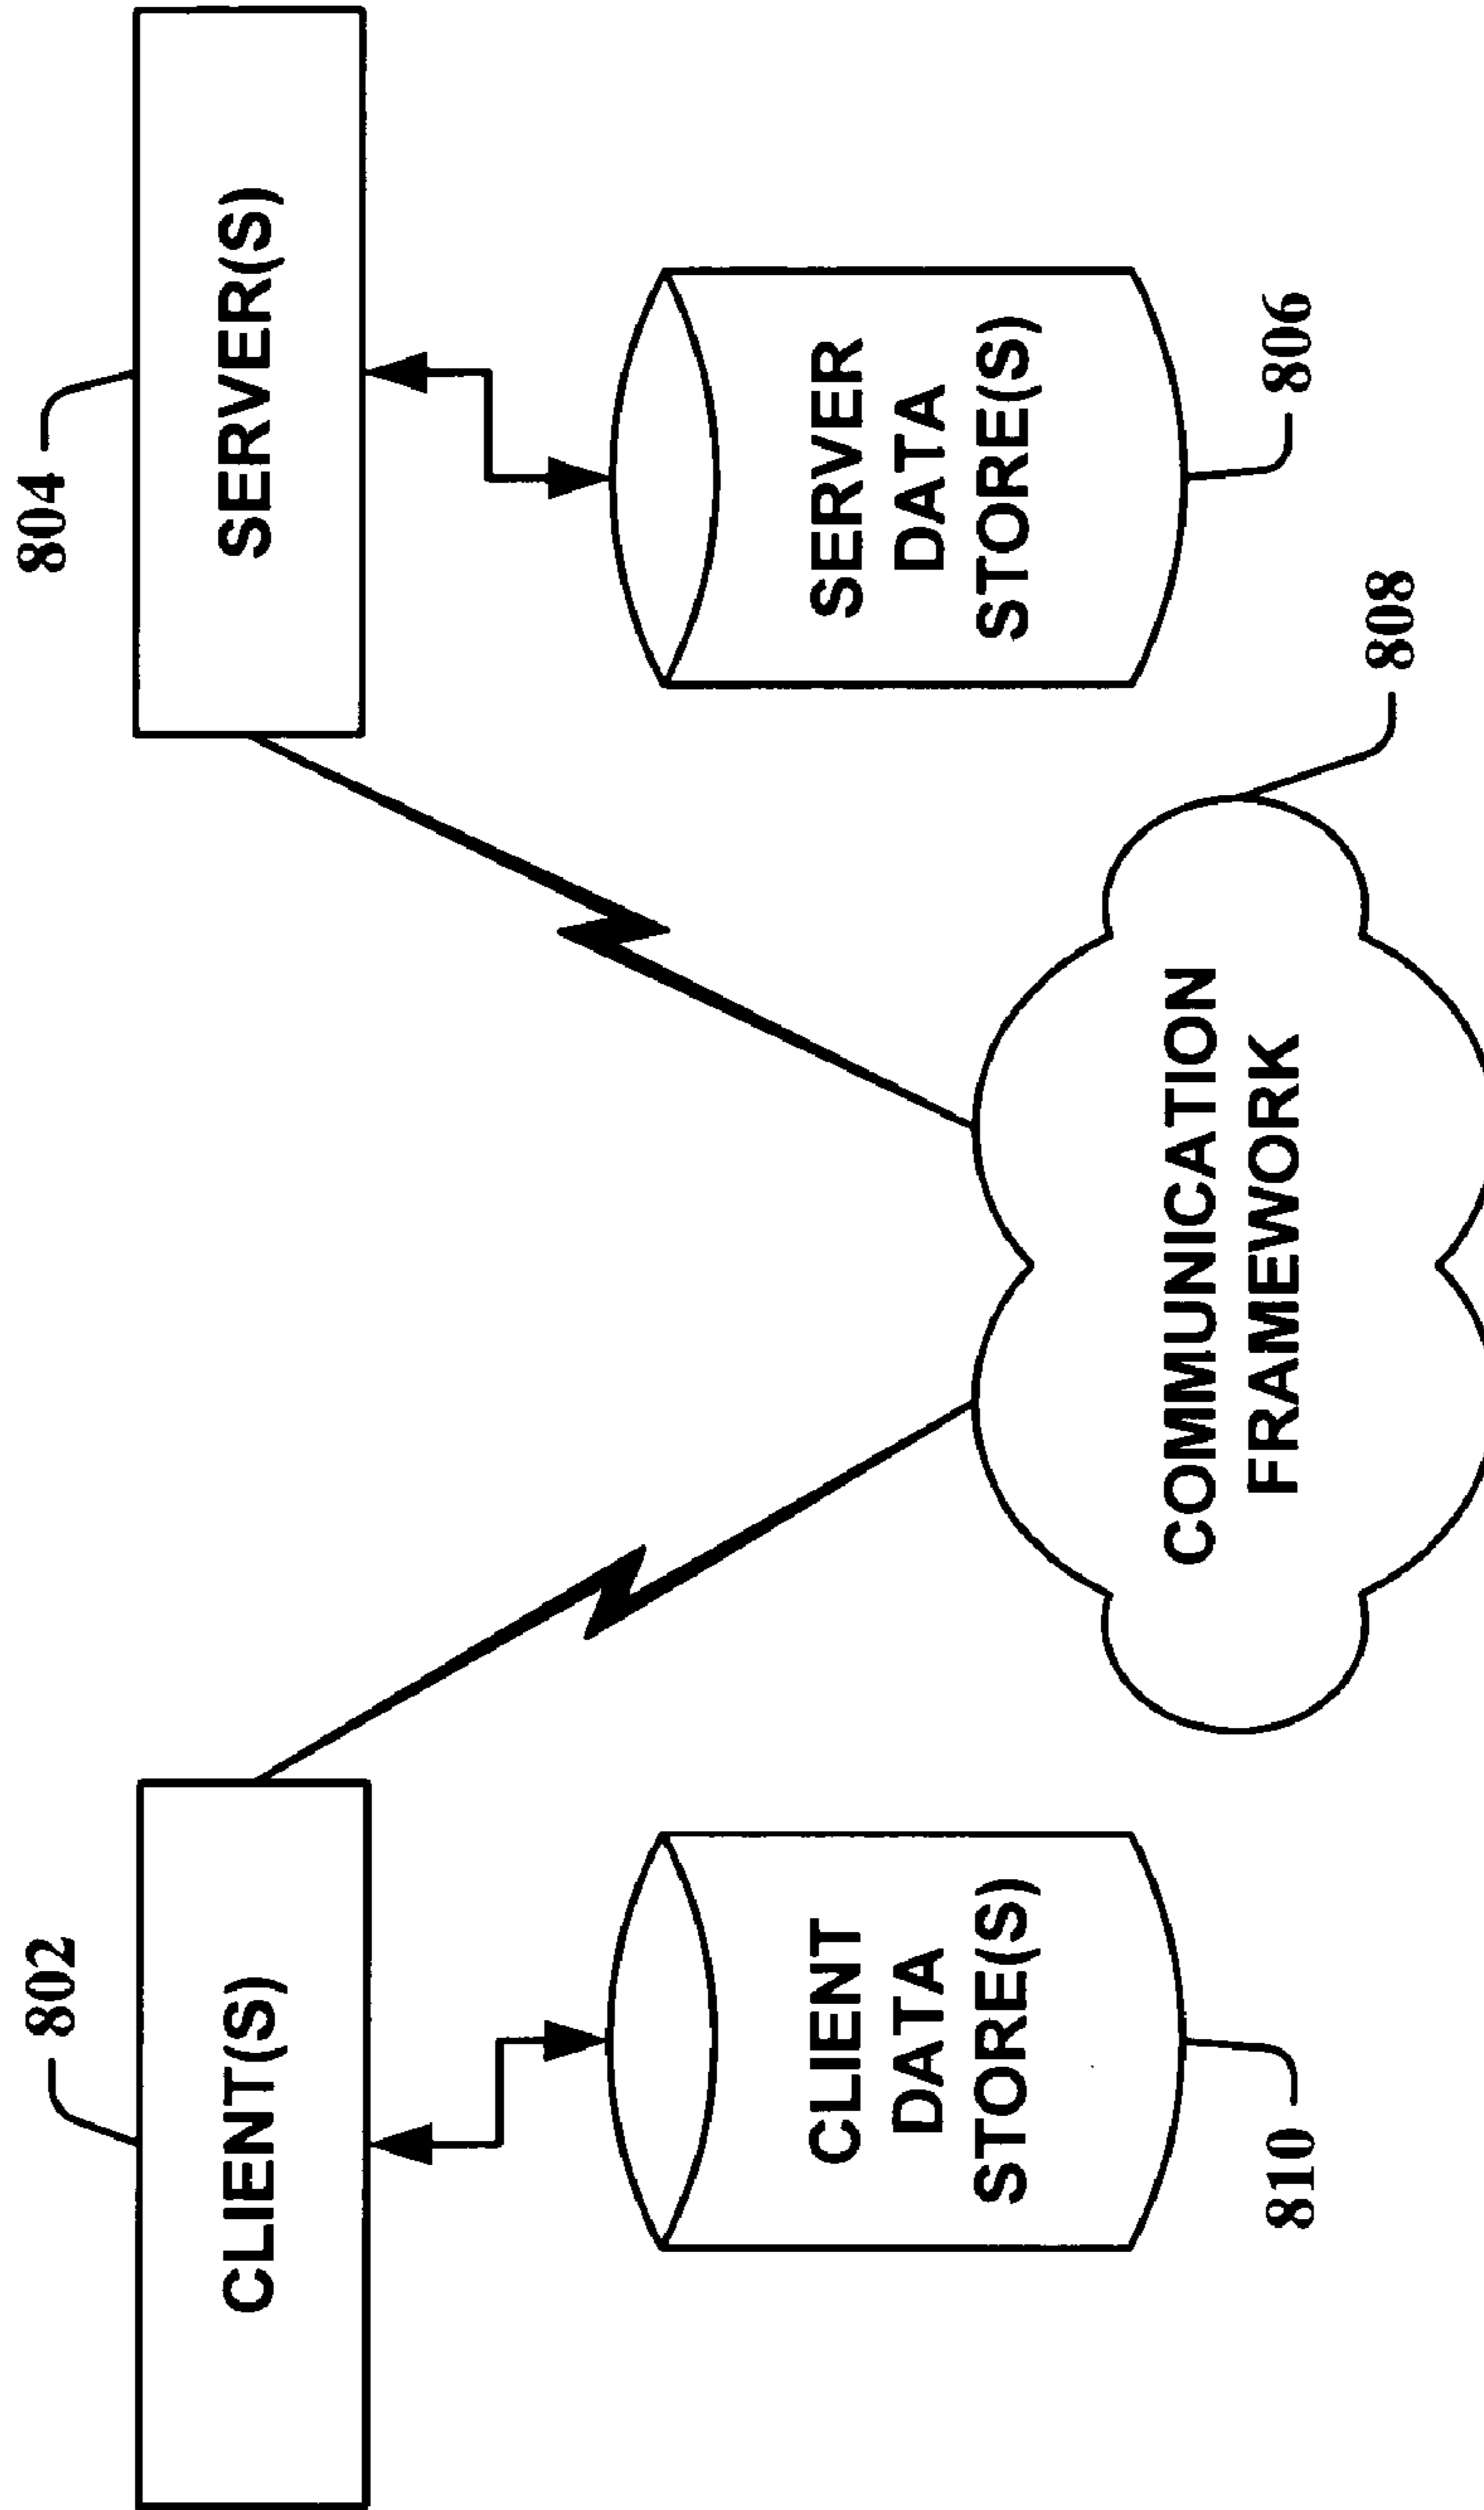 802
804
CLIENT(S)
SERVER(S)
CLIENT
DATA
STORE(S)
SERVER
DATA
STORE(S)
COMMUNICATION
FRAMEWORK
810
806
808